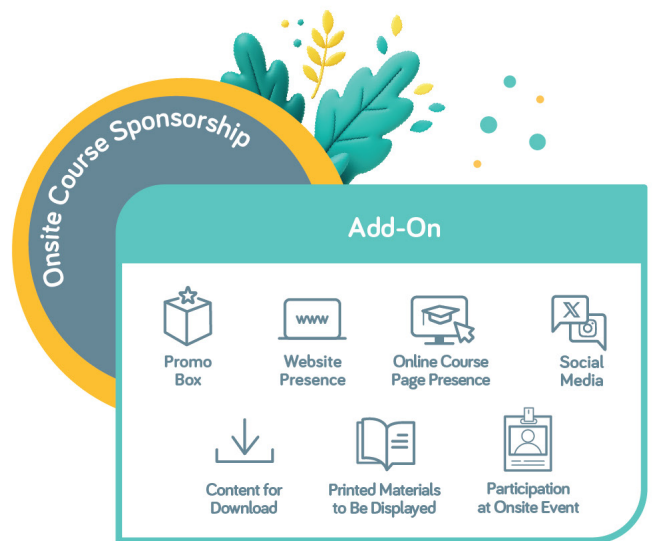 Onsite Course Sponsorship
Add-On
Promo
Box
www
Website
Presence
Online Course
Page Presence
X
Social
Media
Content for
Download
Printed Materials
to Be Displayed
Participation
at Onsite Event